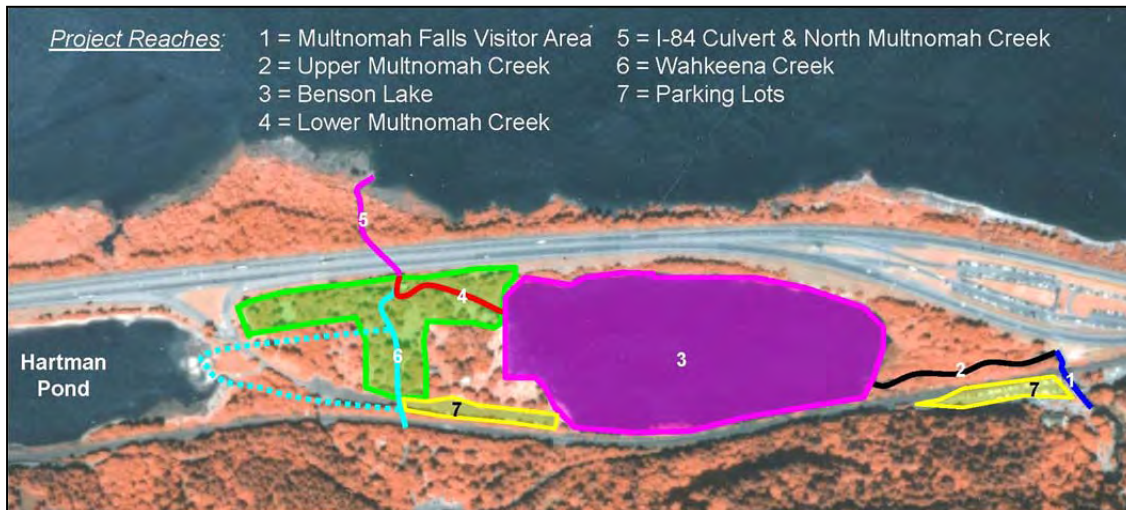 Project Reaches: 1 = Multnomah Falls Visitor Area 5 = I-84 Culvert & North Multnomah Creek
2 = Upper Multnomah Creek 6 = Wahkeena Creek
3 = Benson Lake 7 = Parking Lots
4 = Lower Multnomah Creek
5
4
6
3
2
1
7
7
Hartman
Pond